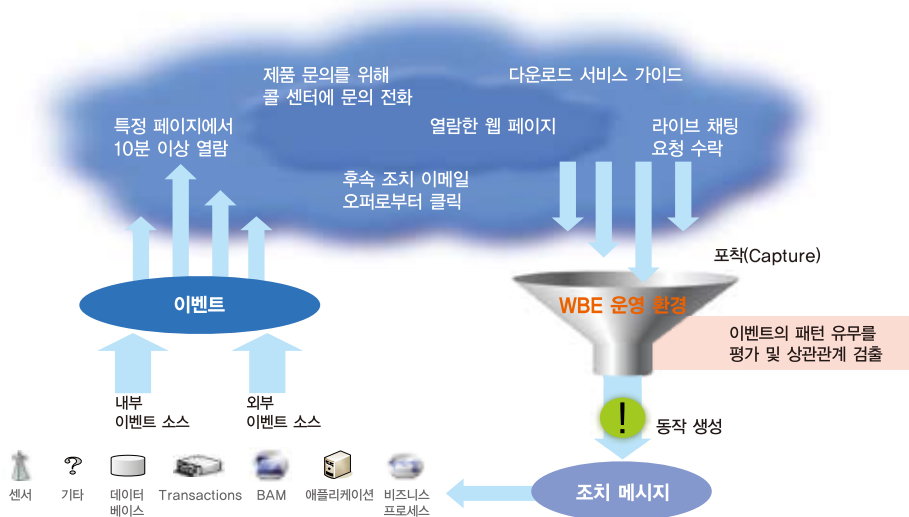 제품 문의를 위해
콜 센터에 문의 전화
다운로드 서비스 가이드
특정 페이지에서
10분 이상 열람
열람한 웹 페이지
라이브 채팅
요청 수락
후속 조치 이메일
오퍼로부터 클릭
포착(Capture)
이벤트
WBE 운영 환경
이벤트의 패턴 유무를
평가 및 상관관계 검출
내부
이벤트 소스
외부
이벤트 소스
!
동작 생성
?
센서
기타
데이터
베이스
Transactions
BAM
애플리케이션
비즈니스
프로세스
조치 메시지